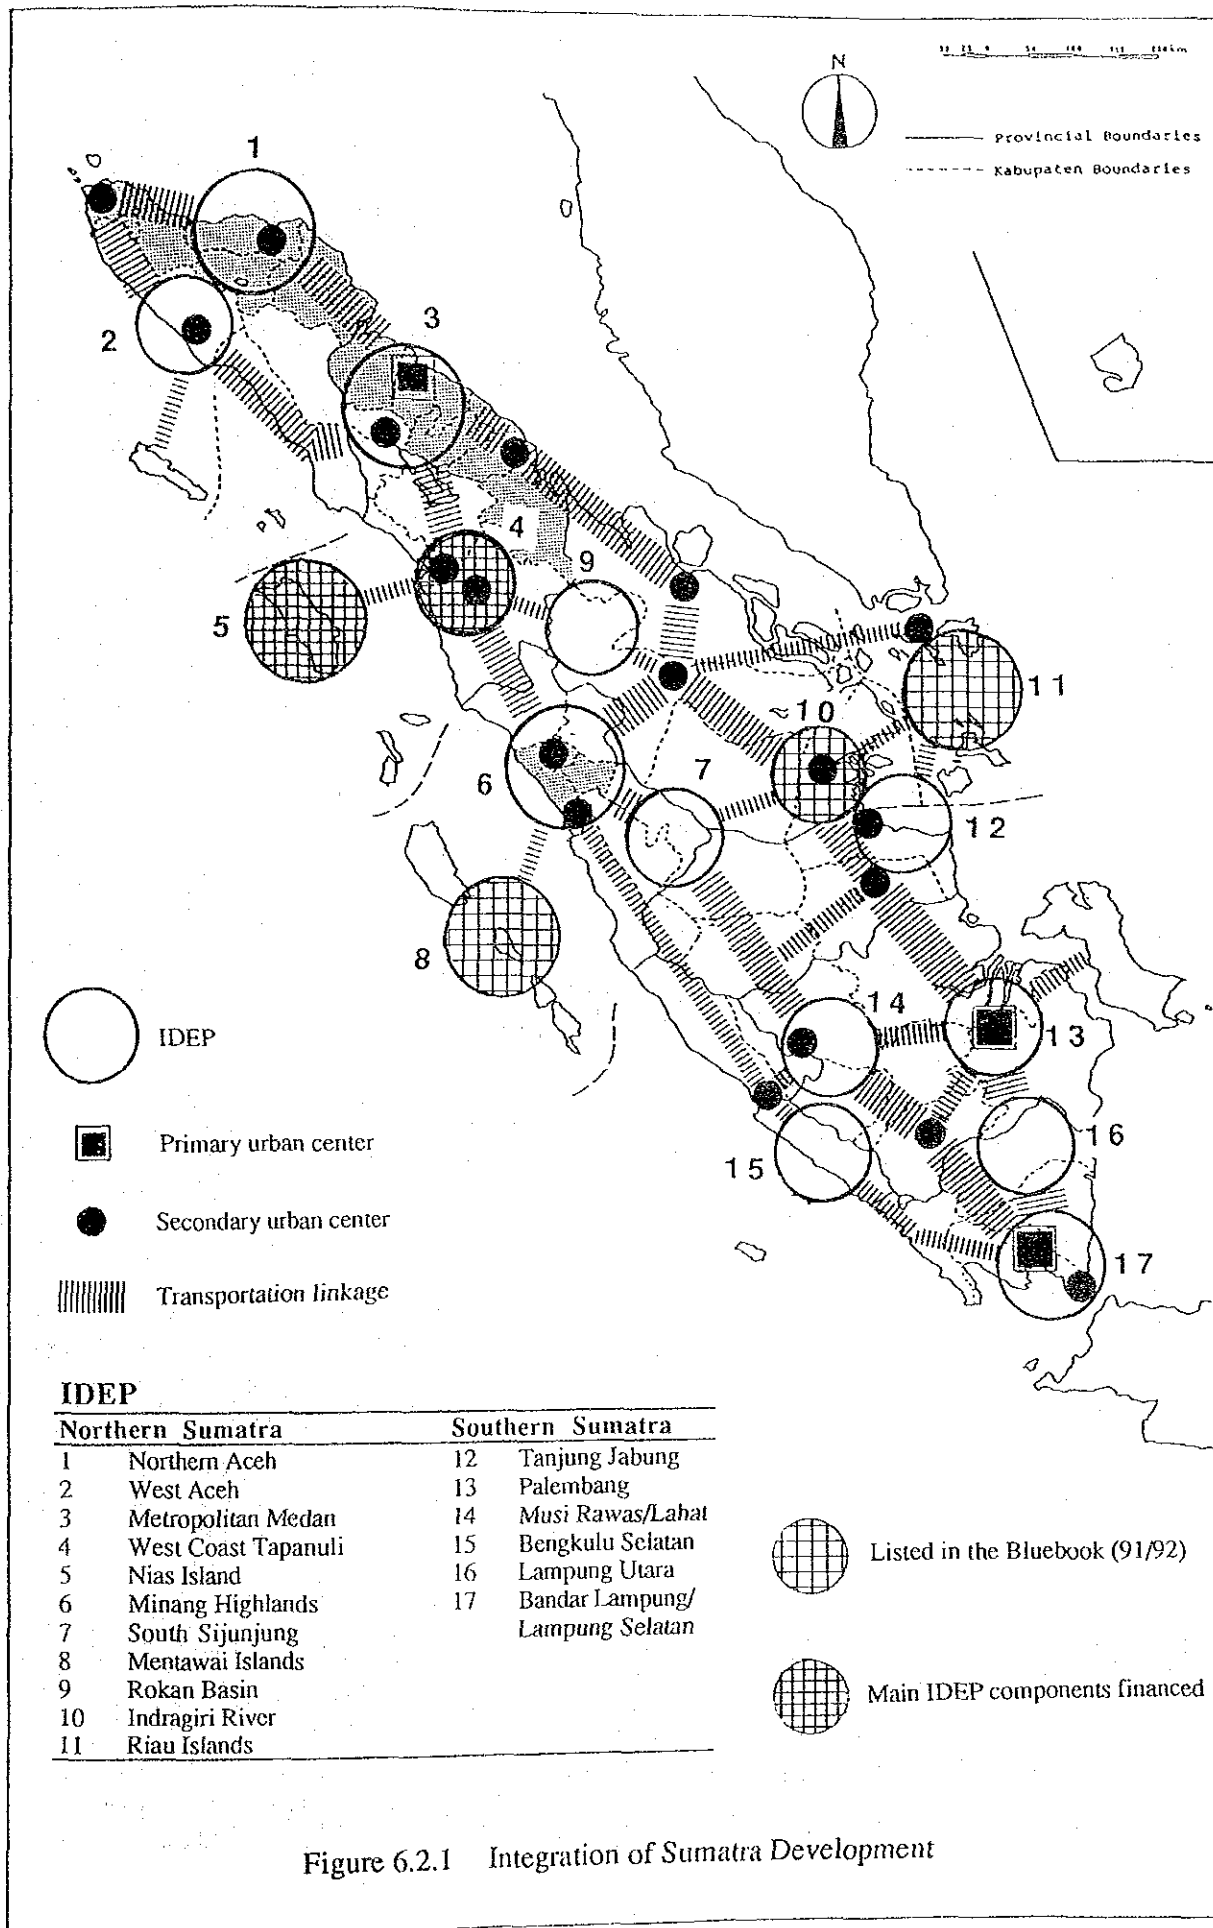 N
Provincial Boundaries
Kabupaten Boundaries
1
2
3
4
9
5
11
10
6
7
12
8
14
13
16
15
17
IDEP
Primary urban center
Secondary urban center
Transportation linkage
IDEP
Northern Sumatra Southern Sumatra
1 Northern Aceh 12 Tanjung Jabung
2 West Aceh 13 Palembang
3 Metropolitan Medan 14 Musi Rawas/Lahat
4 West Coast Tapanuli 15 Bengkulu Selatan
5 Nias Island 16 Lampung Utara
6 Minang Highlands 17 Bandar Lampung/
7 South Sijunjung Lampung Selatan
8 Mentawai Islands
9 Rokan Basin
10 Indragiri River
11 Riau Islands
Listed in the Bluebook (91/92)
Main IDEP components financed
Figure 6.2.1 Integration of Sumatra Development